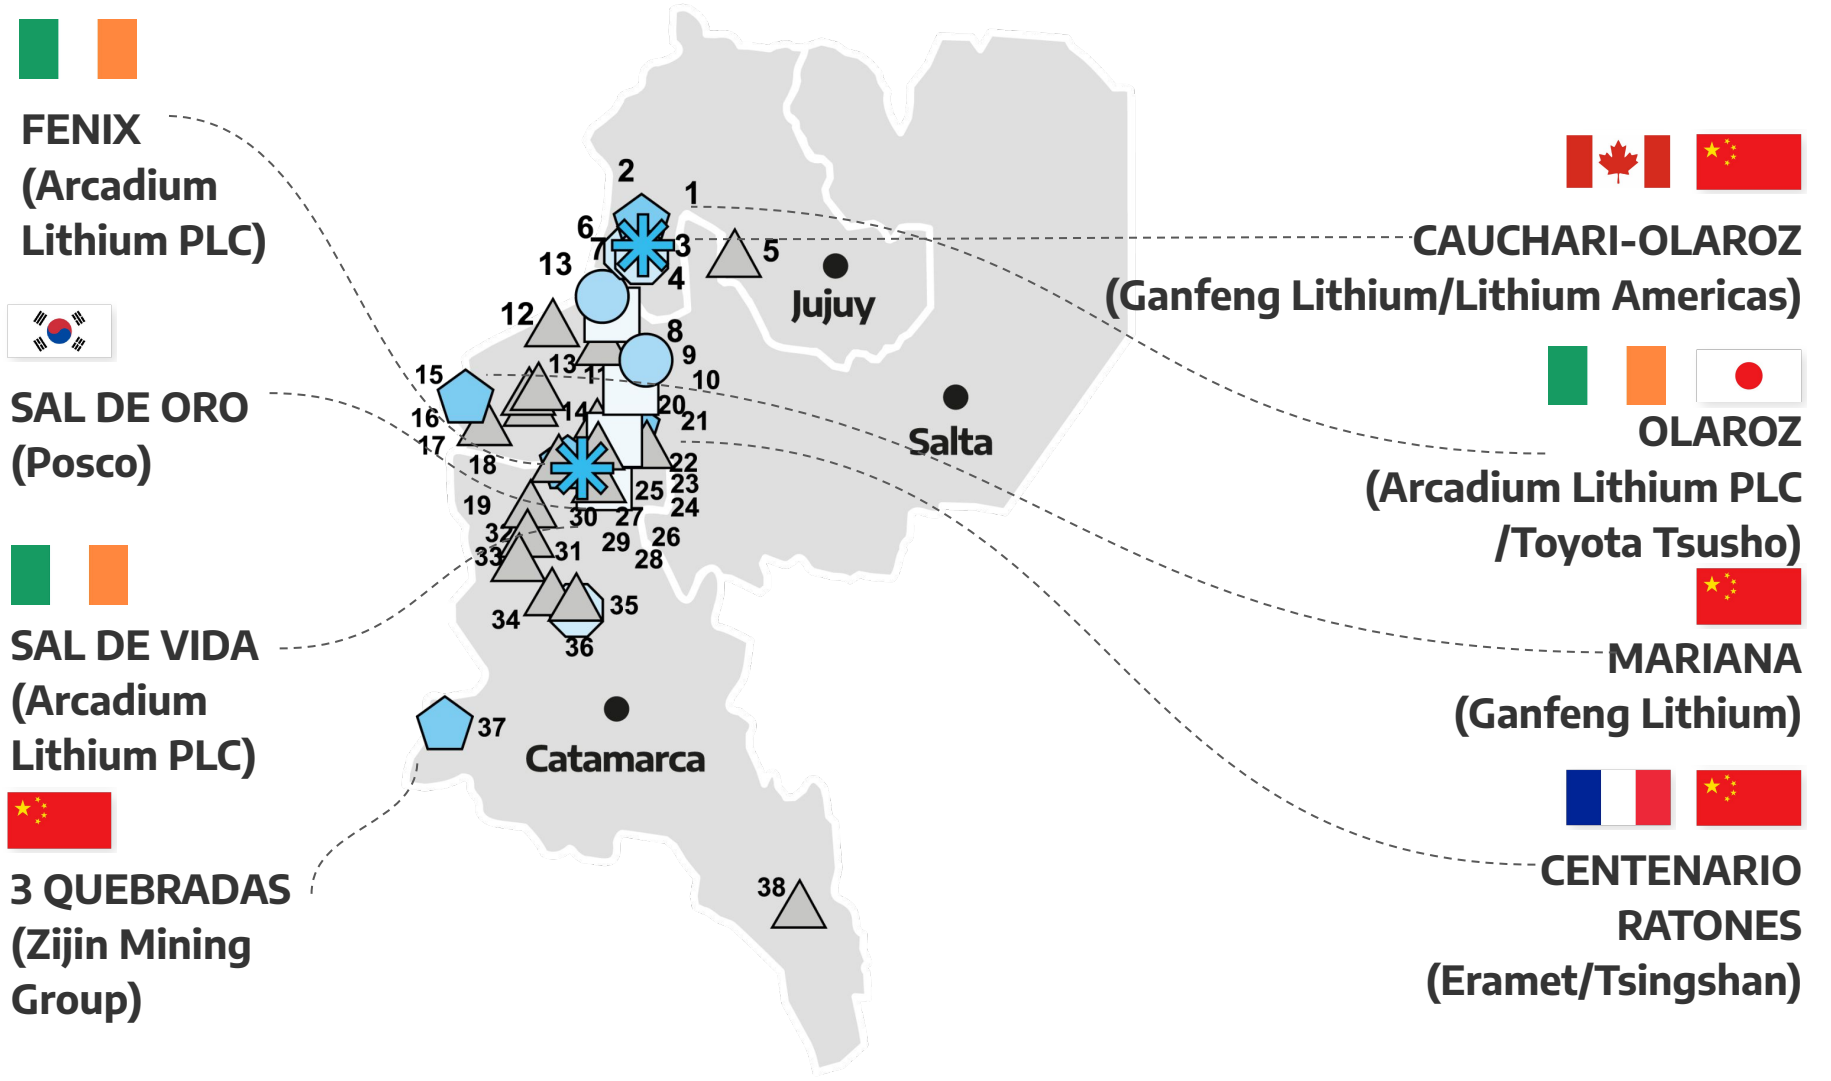 FENIX
(Arcadium
Lithium PLC)
SAL DE ORO
(Posco)
SAL DE VIDA
(Arcadium
Lithium PLC)
3 QUEBRADAS
(Zijin Mining
Group)
2
1
6
7
3
4
5
13
Jujuy
12
8
9
13
11
10
15
14
20
21
16
17
18
Salta
22
25
23
19
24
30
27
32
29
26
33
31
28
34
35
36
37
Catamarca
38
CAUCHARI-OLAROZ
(Ganfeng Lithium/Lithium Americas)
OLAROZ
(Arcadium Lithium PLC
/Toyota Tsusho)
MARIANA
(Ganfeng Lithium)
CENTENARIO
RATONES
(Eramet/Tsingshan)